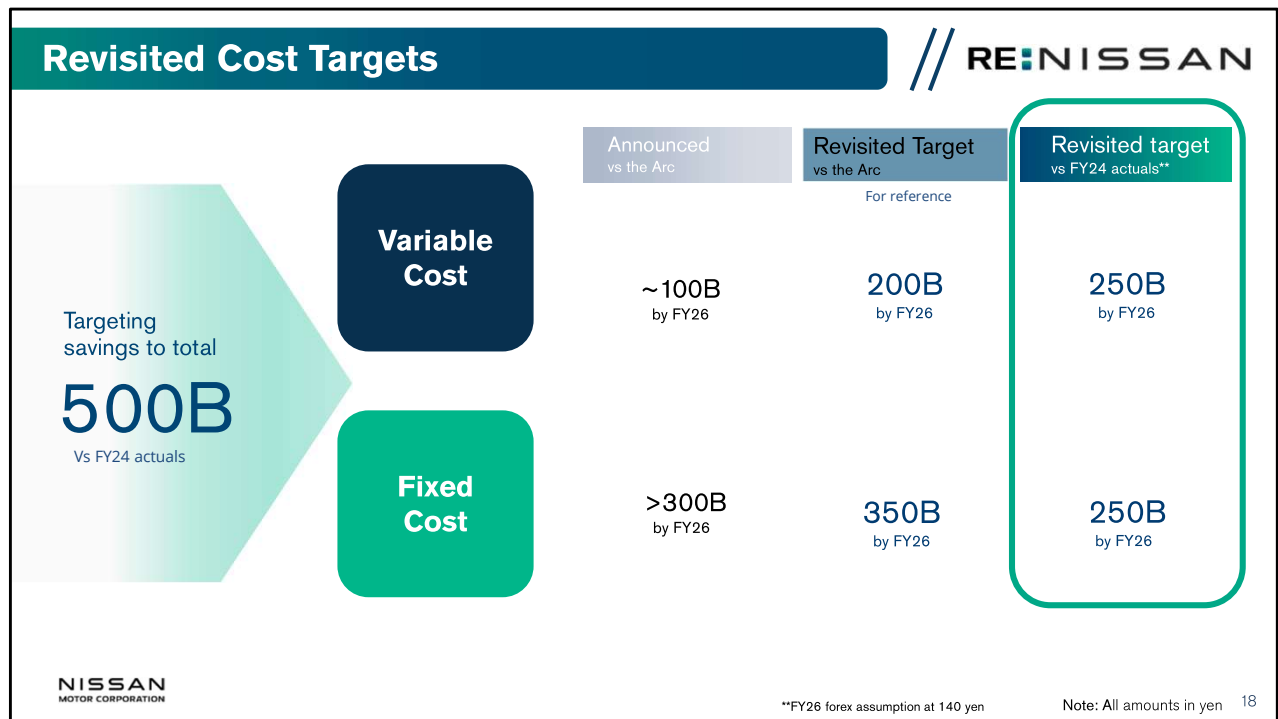 Revisited Cost Targets
RE:NISSAN
Announced
vs the Arc
Revisited Target
vs the Arc
For reference
Revisited target
vs FY24 actuals**
Targeting
savings to total
500B
Vs FY24 actuals
Variable
Cost
~100B
by FY26
200B
by FY26
250B
by FY26
Fixed
Cost
>300B
by FY26
350B
by FY26
250B
by FY26
NISSAN
MOTOR CORPORATION
**FY26 forex assumption at 140 yen
Note: All amounts in yen
18